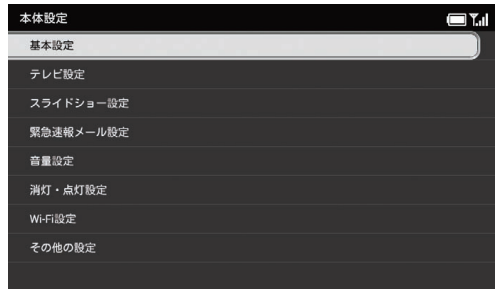 本体設定
基本設定
テレビ設定
スライドショー設定
緊急速報メール設定
音量設定
消灯・点灯設定
Wi-Fi設定
その他の設定